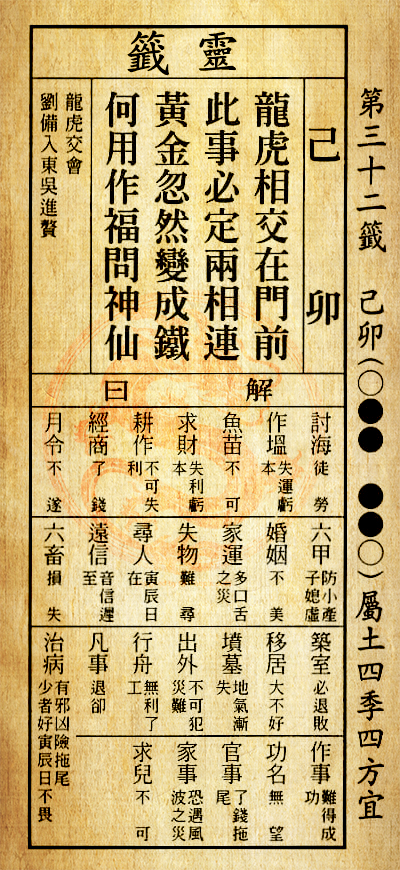 第三十二籤　己卯(○●●　●●○)屬土四季四方宜
靈籤
己卯
龍虎相交在門前
此事必定兩相連
黃金忽然變成鐵
何用作福問神仙
龍虎交會
劉備入東吳進贅
解曰
討海　徒勞
作塭　失運虧本
魚苗　不可
求財　失利虧本
耕作　不可失利
經商　了錢
月令　不遂
六甲　防小產子媳虛
婚姻　不美
家運　多口舌之災
失物　難尋
尋人　寅辰日在
遠信　音信遲至
六畜　損失
築室　必退敗
移居　大不好
墳墓　地氣漸失
出外　不可犯災難
行舟　無利了工
凡事　退卻
治病　有邪凶險拖尾少者好寅辰日不畏
作事　難得成功
功名　無望
官事　了錢拖尾
家事　恐遇風波之災
求兒　不可